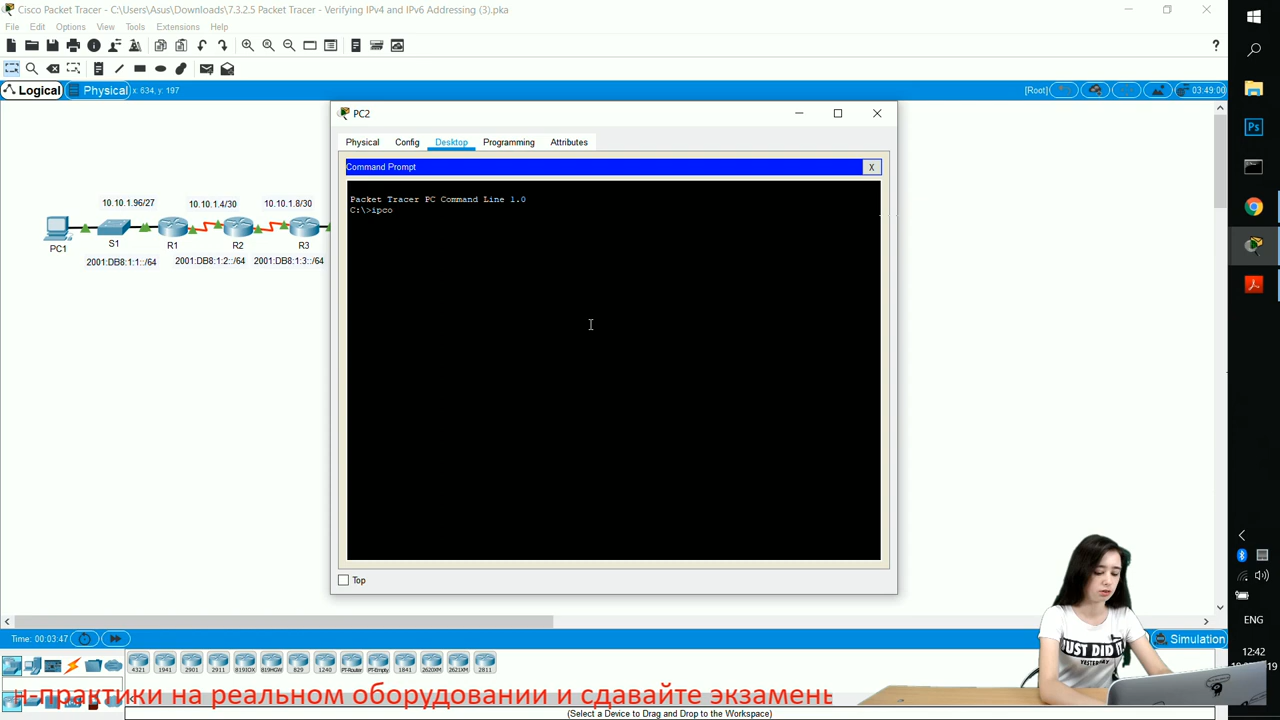 Cisco Packet Tracer - C:\Users\Asus\Downloads\7.3.2.5 Packet Tracer - Verifying IPv4 and IPv6 Addressing (3).pka
File Edit Options View Tools Extensions Help
?
Logical Physical x: 634, y: 197 [Root] 03:49:00
PC2
Physical Config Desktop Programming Attributes
Command Prompt X
Packet Tracer PC Command Line 1.0
C:\>ipco
10.10.1.96/27 10.10.1.4/30 10.10.1.8/30
PC1 S1 R1 R2 R3
2001:DB8:1:1::/64 2001:DB8:1:2::/64 2001:DB8:1:3::/64
Top
Ps
ENG
12:42
Time: 00:03:47 Simulation
4321 1941 2901 2911 819IOX 819HGW 829 1240 PT-Router PT-Empty 1841 2620XM 2621XM 2811
н-практики на реальном оборудовании и сдавайте экзамены
(Select a Device to Drag and Drop to the Workspace)
JUST DID IT
YESTERDAY